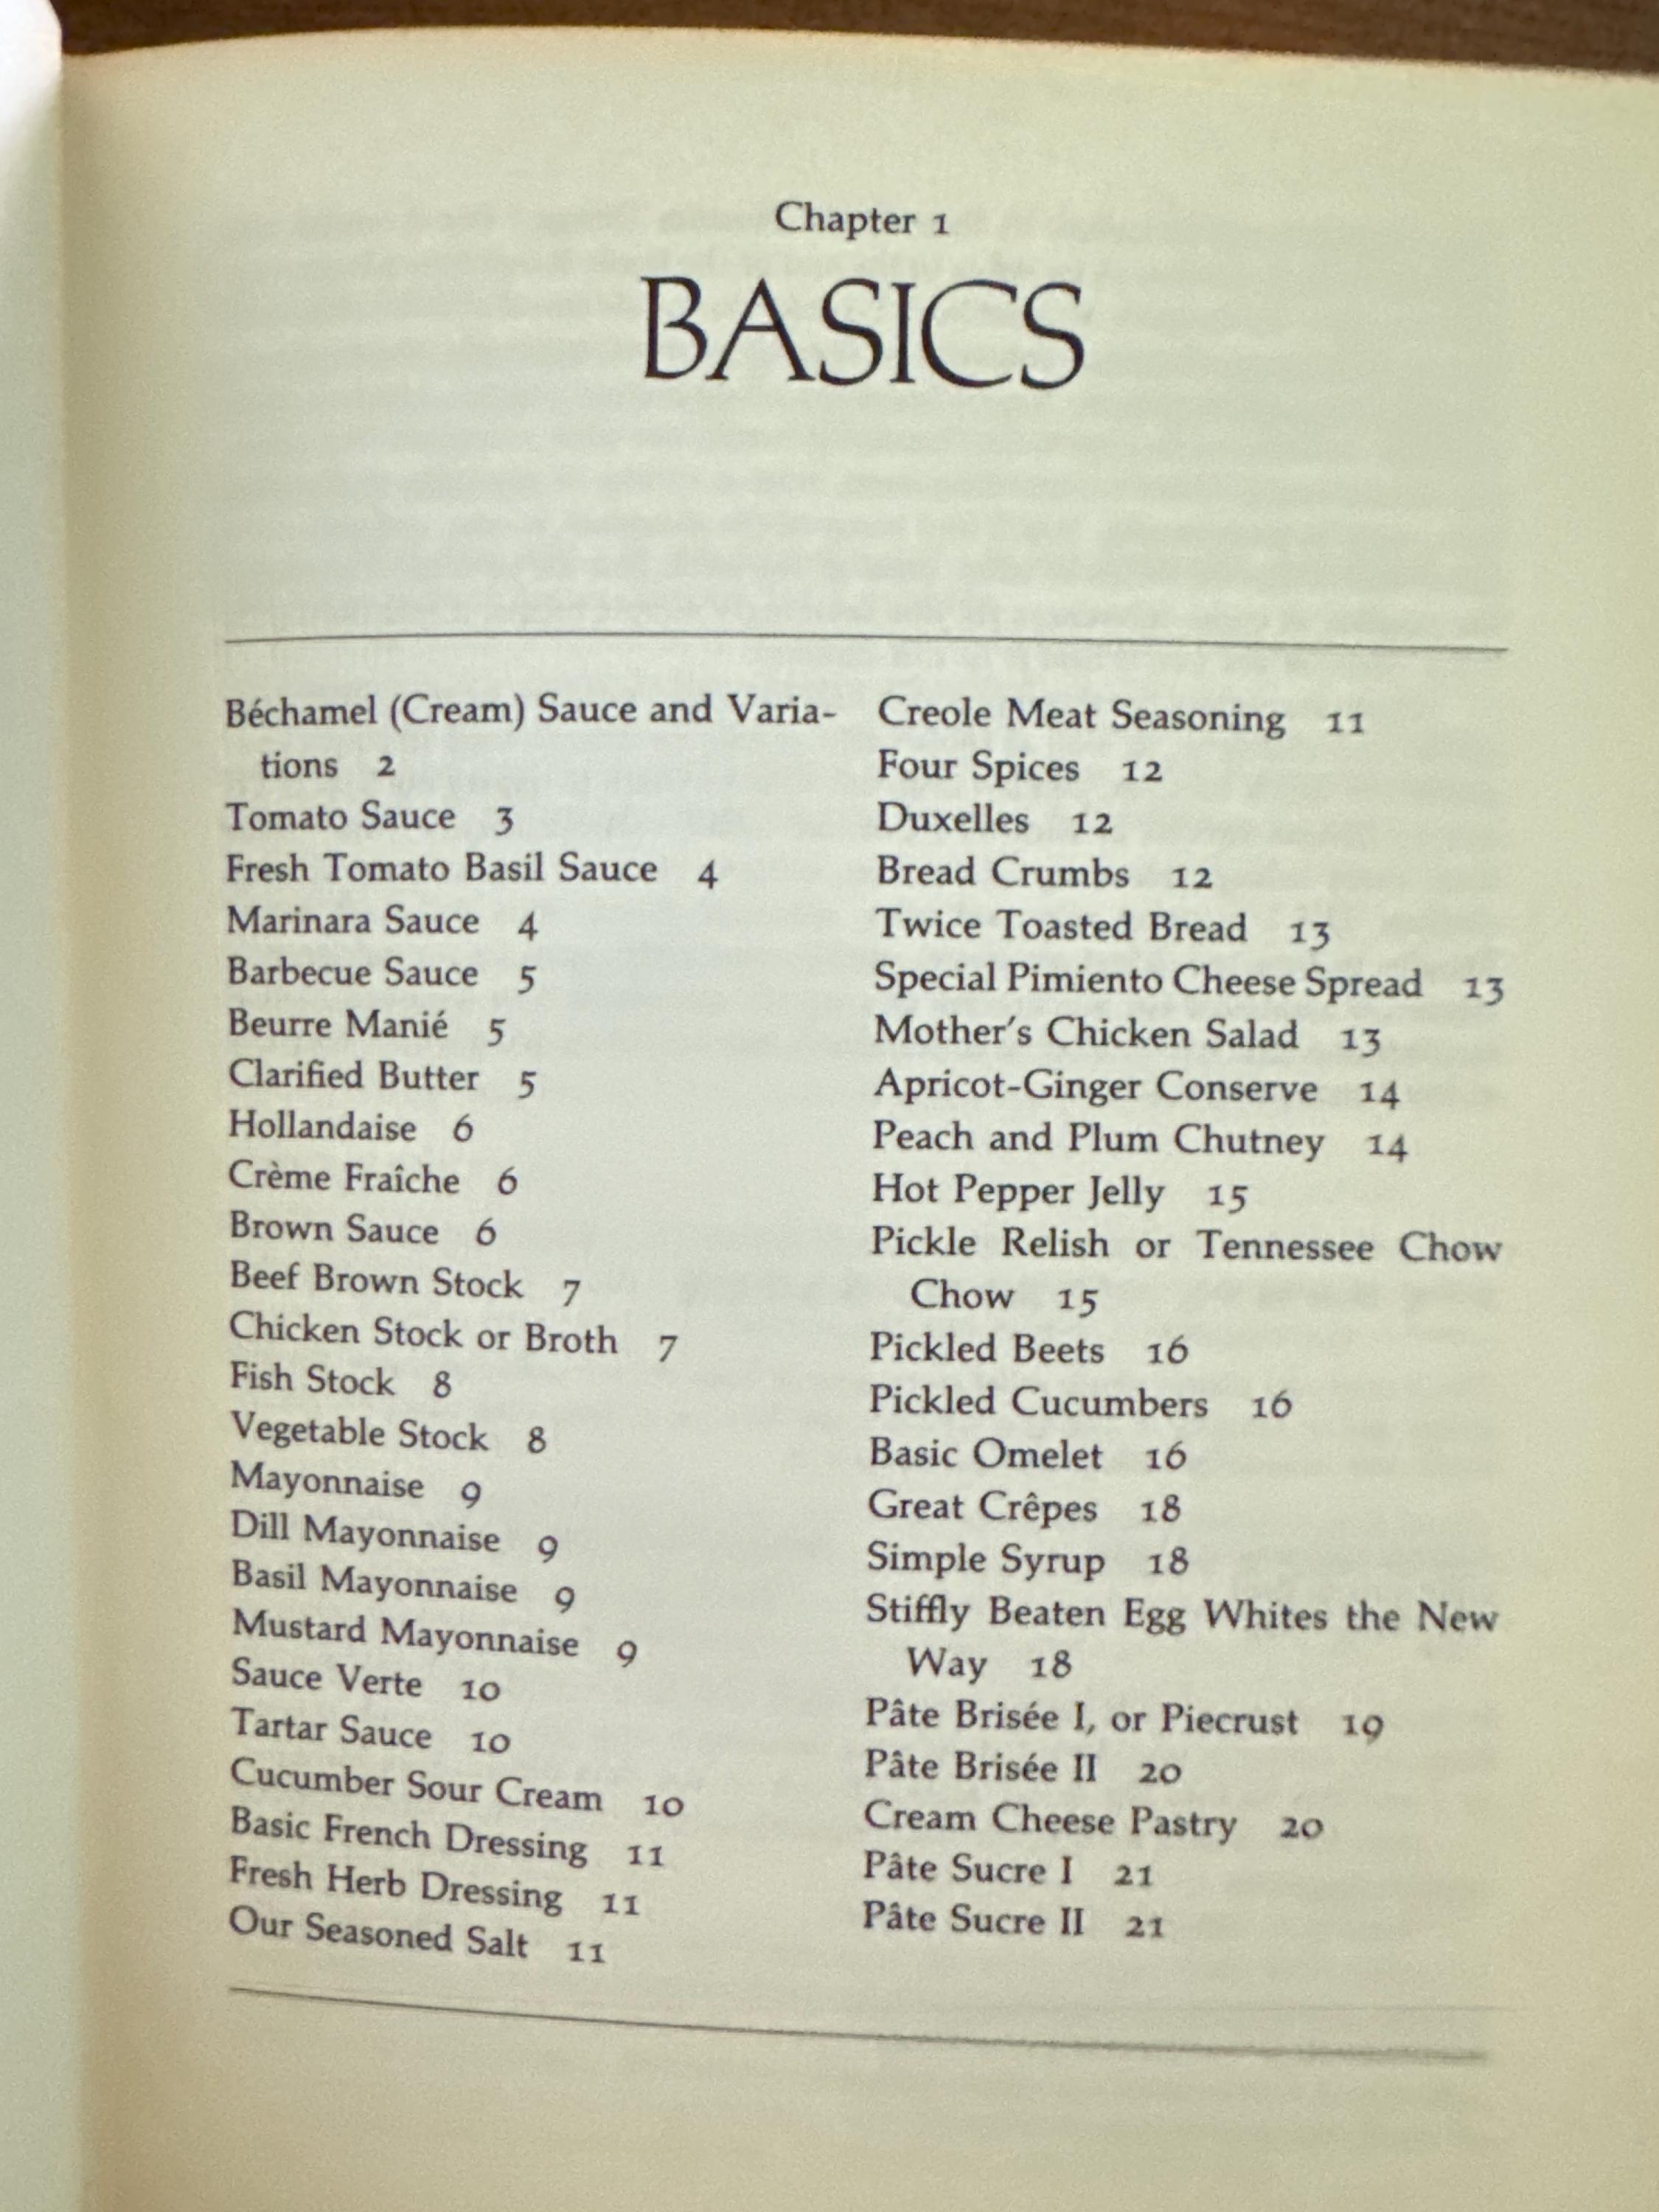 Chapter 1
BASICS
Béchamel (Cream) Sauce and Varia-
tions 2
Tomato Sauce 3
Fresh Tomato Basil Sauce 4
Marinara Sauce 4
Barbecue Sauce 5
Beurre Manié 5
Clarified Butter 5
Hollandaise 6
Crème Fraîche 6
Brown Sauce 6
Beef Brown Stock 7
Chicken Stock or Broth 7
Fish Stock 8
Vegetable Stock 8
Mayonnaise 9
Dill Mayonnaise 9
Basil Mayonnaise 9
Mustard Mayonnaise 9
Sauce Verte 10
Tartar Sauce 10
Cucumber Sour Cream 10
Basic French Dressing 11
Fresh Herb Dressing 11
Our Seasoned Salt 11
Creole Meat Seasoning 11
Four Spices 12
Duxelles 12
Bread Crumbs 12
Twice Toasted Bread 13
Special Pimiento Cheese Spread 13
Mother's Chicken Salad 13
Apricot-Ginger Conserve 14
Peach and Plum Chutney 14
Hot Pepper Jelly 15
Pickle Relish or Tennessee Chow
Chow 15
Pickled Beets 16
Pickled Cucumbers 16
Basic Omelet 16
Great Crêpes 18
Simple Syrup 18
Stiffly Beaten Egg Whites the New
Way 18
Pâte Brisée I, or Piecrust 19
Pâte Brisée II 20
Cream Cheese Pastry 20
Pâte Sucre I 21
Pâte Sucre II 21